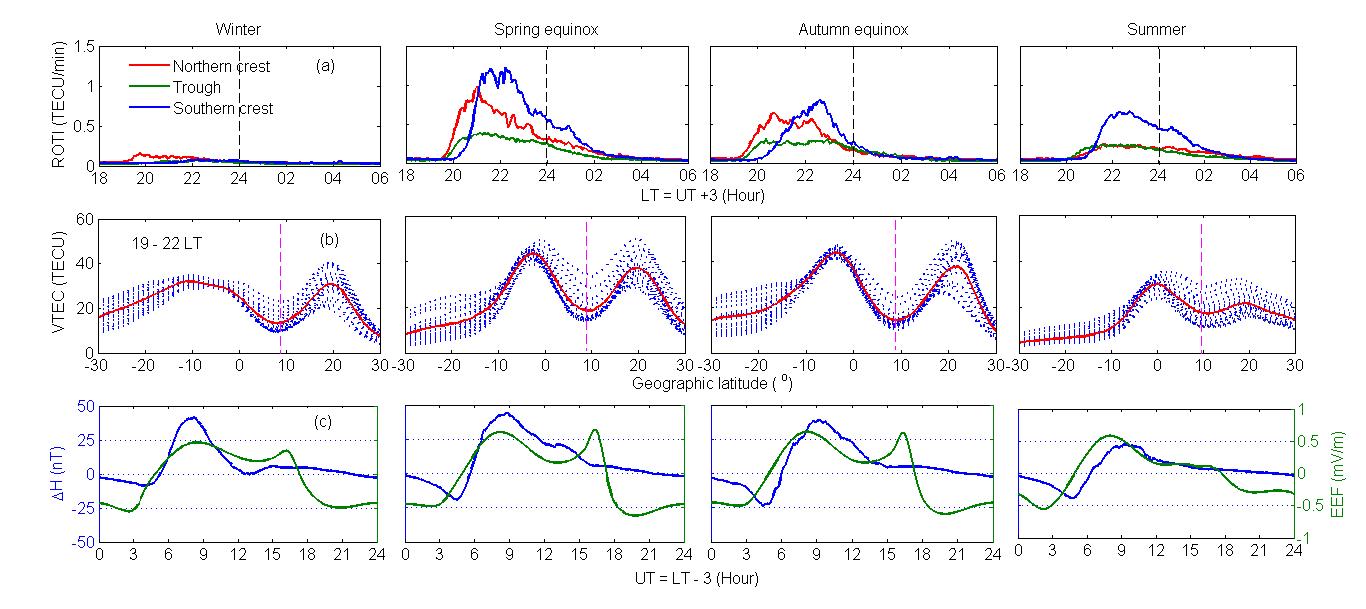 Winter
Spring equinox
Autumn equinox
Summer
ROTI (TECU/min)
1.5
1
0.5
0
Northern crest
Trough
Southern crest
(a)
18 20 22 24 02 04 06
18 20 22 24 02 04 06
18 20 22 24 02 04 06
18 20 22 24 02 04 06
LT = UT +3 (Hour)
VTEC (TECU)
60
40
20
0
19 - 22 LT
(b)
-30 -20 -10 0 10 20 30
-30 -20 -10 0 10 20 30
-30 -20 -10 0 10 20 30
-30 -20 -10 0 10 20 30
Geographic latitude ( º)
ΔH (nT)
50
25
0
-25
-50
(c)
1
0.5
0
-0.5
-1
EEF (mV/m)
0 3 6 9 12 15 18 21 24
0 3 6 9 12 15 18 21 24
0 3 6 9 12 15 18 21 24
0 3 6 9 12 15 18 21 24
UT = LT - 3 (Hour)